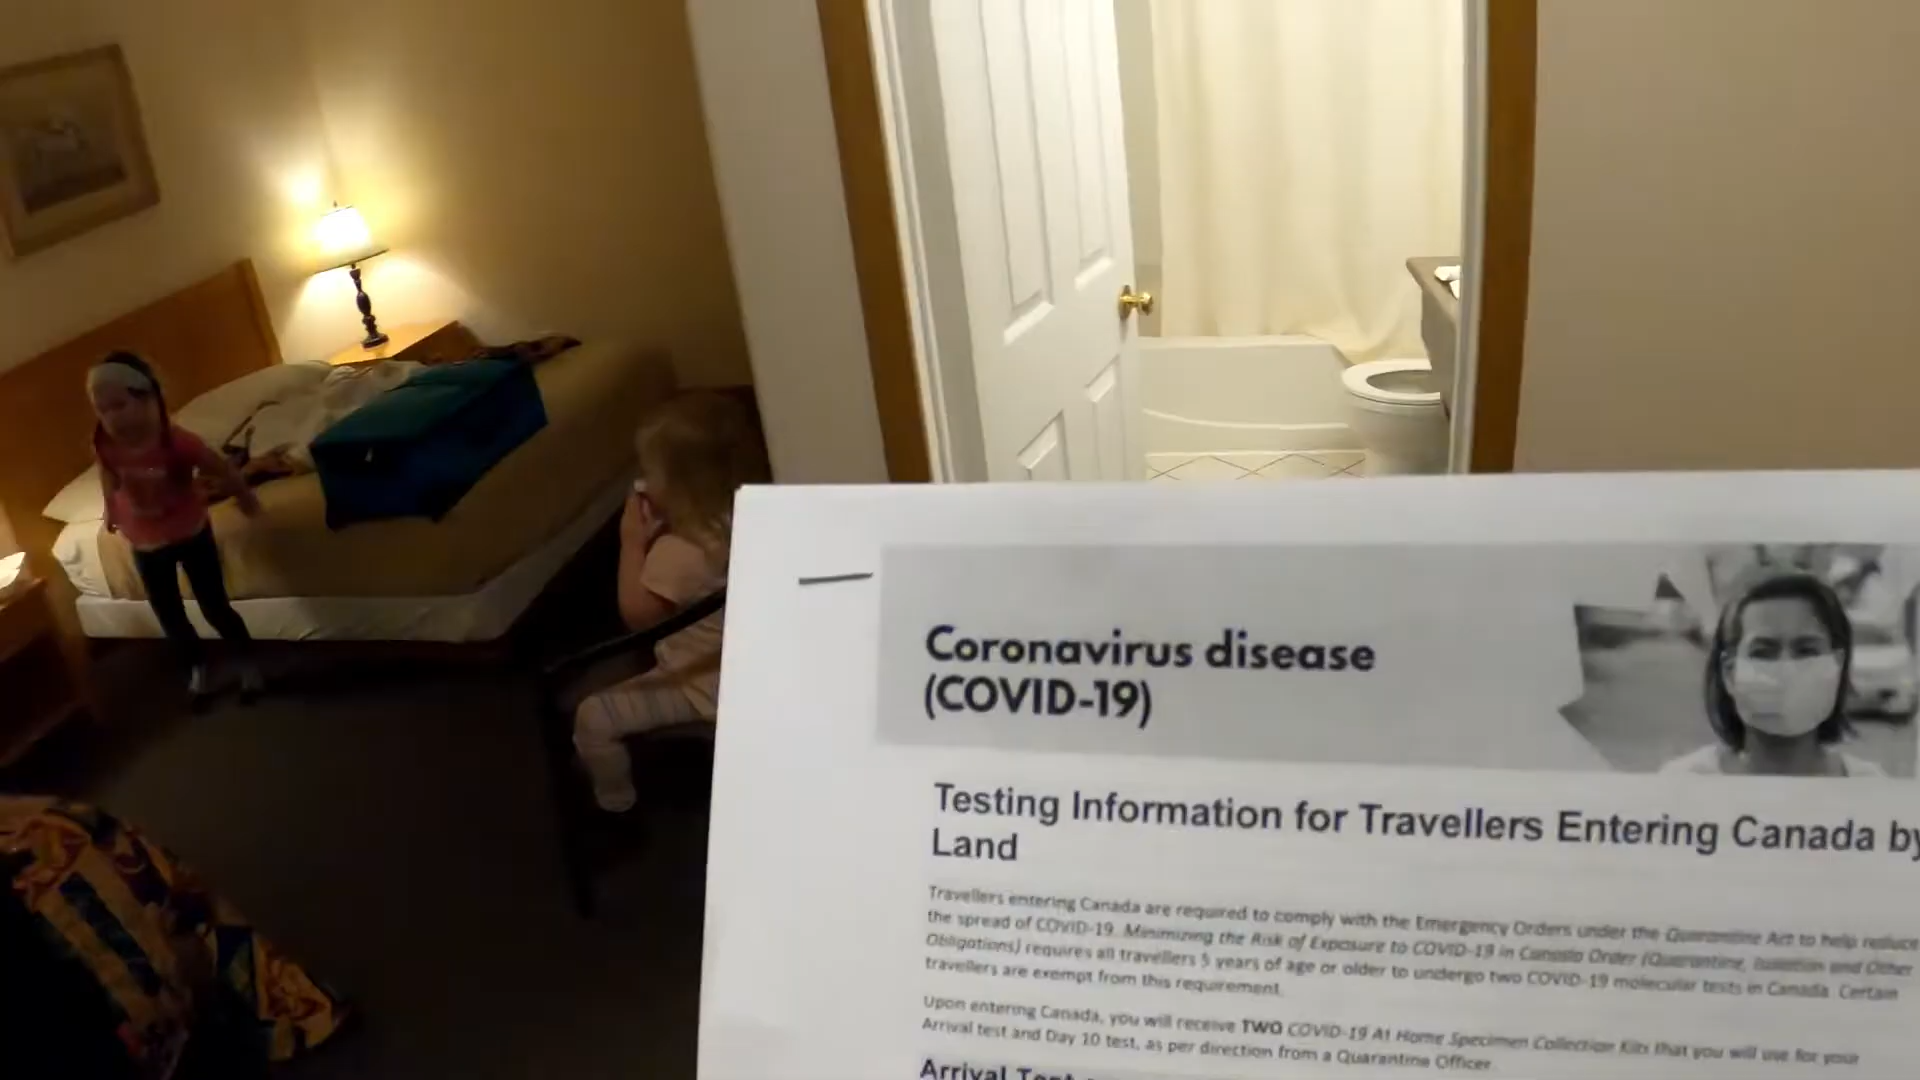 Coronavirus disease
(COVID-19)
Testing Information for Travellers Entering Canada by
Land
Travellers entering Canada are required to comply with the Emergency Orders under the Quarantine Act to help reduce
the spread of COVID-19. Minimizing the Risk of Exposure to COVID-19 in Canada Order (Quarantine, Isolation and Other
Obligations) requires all travellers 5 years of age or older to undergo two COVID-19 molecular tests in Canada. Certain
travellers are exempt from this requirement.
Upon entering Canada, you will receive TWO COVID-19 At Home Specimen Collection Kits that you will use for your
Arrival test and Day 10 test, as per direction from a Quarantine Officer.
Arrival Test